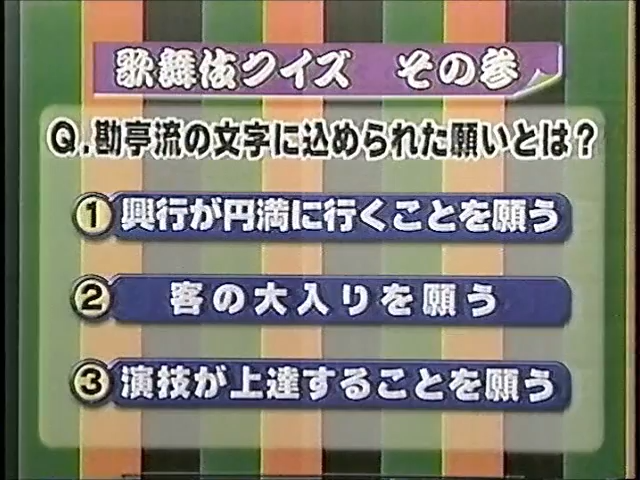 歌舞伎クイズ　その参
Q.勘亭流の文字に込められた願いとは?
①興行が円満に行くことを願う
②客の大入りを願う
③演技が上達することを願う